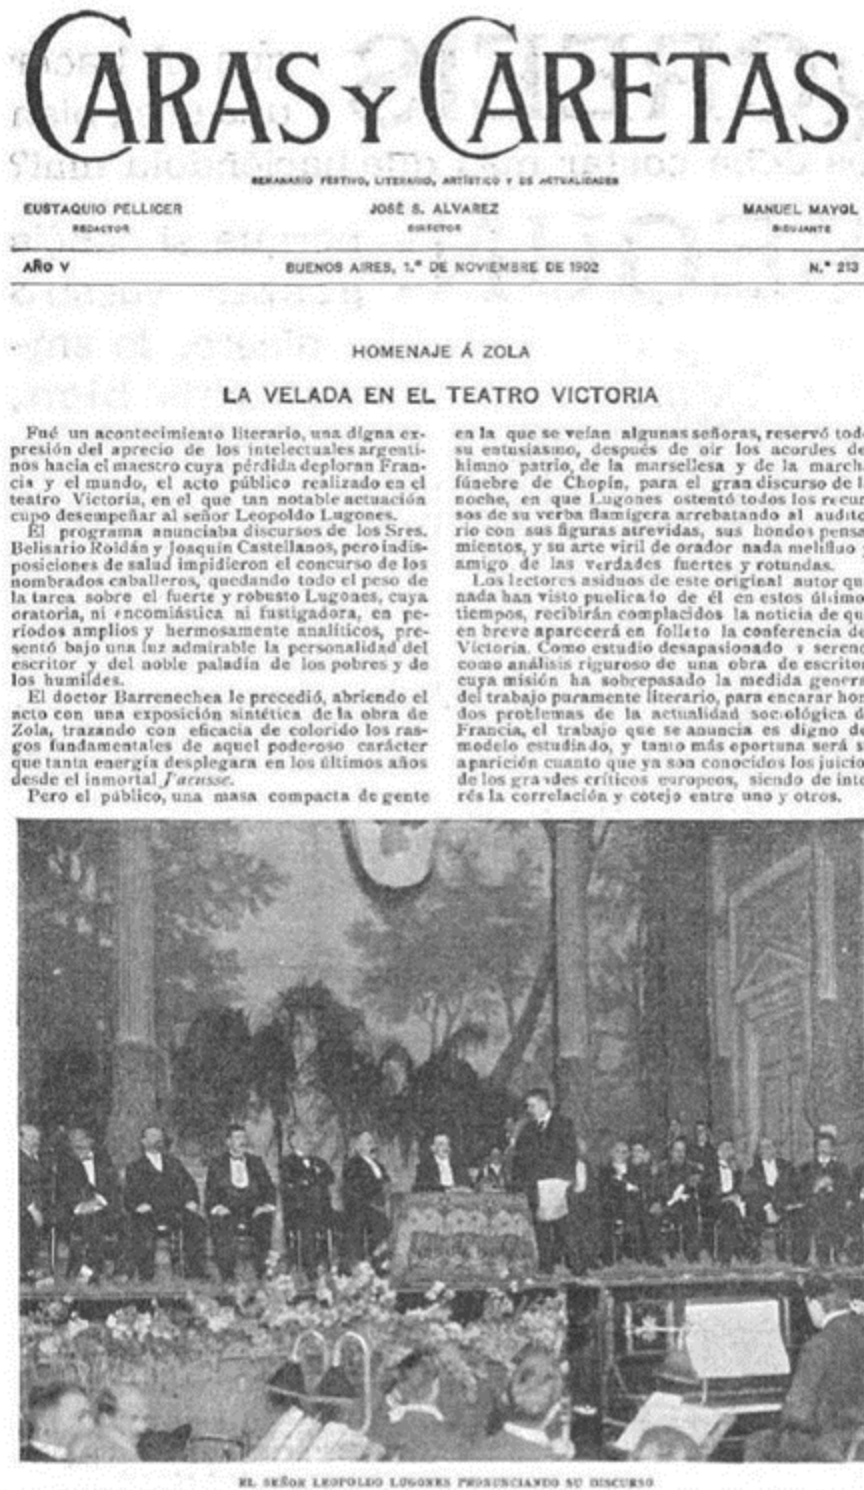 CARAS Y CARETAS
SEMANARIO FESTIVO, LITERARIO, ARTÍSTICO Y DE ACTUALIDADES
EUSTAQUIO PELLICER
REDACTOR
JOSÉ S. ALVAREZ
DIRECTOR
MANUEL MAYOL
DIBUJANTE
AÑO V
BUENOS AIRES, 1.º DE NOVIEMBRE DE 1902
N.º 213
HOMENAJE Á ZOLA
LA VELADA EN EL TEATRO VICTORIA
Fué un acontecimiento literario, una digna ex-
presión del aprecio de los intelectuales argenti-
nos hacia el maestro cuya pérdida deploran Fran-
cia y el mundo, el acto público realizado en el
teatro Victoria, en el que tan notable actuación
cupo desempeñar al señor Leopoldo Lugones.
El programa anunciaba discursos de los Sres.
Belisario Roldán y Joaquín Castellanos, pero indis-
posiciones de salud impidieron el concurso de los
nombrados caballeros, quedando todo el peso de
la tarea sobre el fuerte y robusto Lugones, cuya
oratoria, ni encomiástica ni fustigadora, en pe-
ríodos amplios y hermosamente analíticos, pre-
sentó bajo una luz admirable la personalidad del
escritor y del noble paladín de los pobres y de
los humildes.
El doctor Barrenechea le precedió, abriendo el
acto con una exposición sintética de la obra de
Zola, trazando con eficacia de colorido los ras-
gos fundamentales de aquel poderoso carácter
que tanta energía desplegara en los últimos años
desde el inmortal J'acusse.
Pero el público, una masa compacta de gente
en la que se veían algunas señoras, reservó tod
su entusiasmo, después de oir los acordes de
himno patrio, de la marsellesa y de la march
fúnebre de Chopin, para el gran discurso de l
noche, en que Lugones ostentó todos los recur
sos de su verba flamígera arrebatando al audito
rio con sus figuras atrevidas, sus hondos pensa
mientos, y su arte viril de orador nada melifluo
amigo de las verdades fuertes y rotundas.
Los lectores asiduos de este original autor qu
nada han visto publicado de él en estos último
tiempos, recibirán complacidos la noticia de qu
en breve aparecerá en folleto la conferencia de
Victoria. Como estudio desapasionado y seren
como análisis riguroso de una obra de escritor
cuya misión ha sobrepasado la medida genera
del trabajo puramente literario, para encarar hon
dos problemas de la actualidad sociológica d
Francia, el trabajo que se anuncia es digno de
modelo estudiado, y tanto más oportuna será s
aparición cuanto que ya son conocidos los juicio
de los grandes críticos europeos, siendo de inte
rés la correlación y cotejo entre uno y otros.
EL SEÑOR LEOPOLDO LUGONES PRONUNCIANDO SU DISCURSO